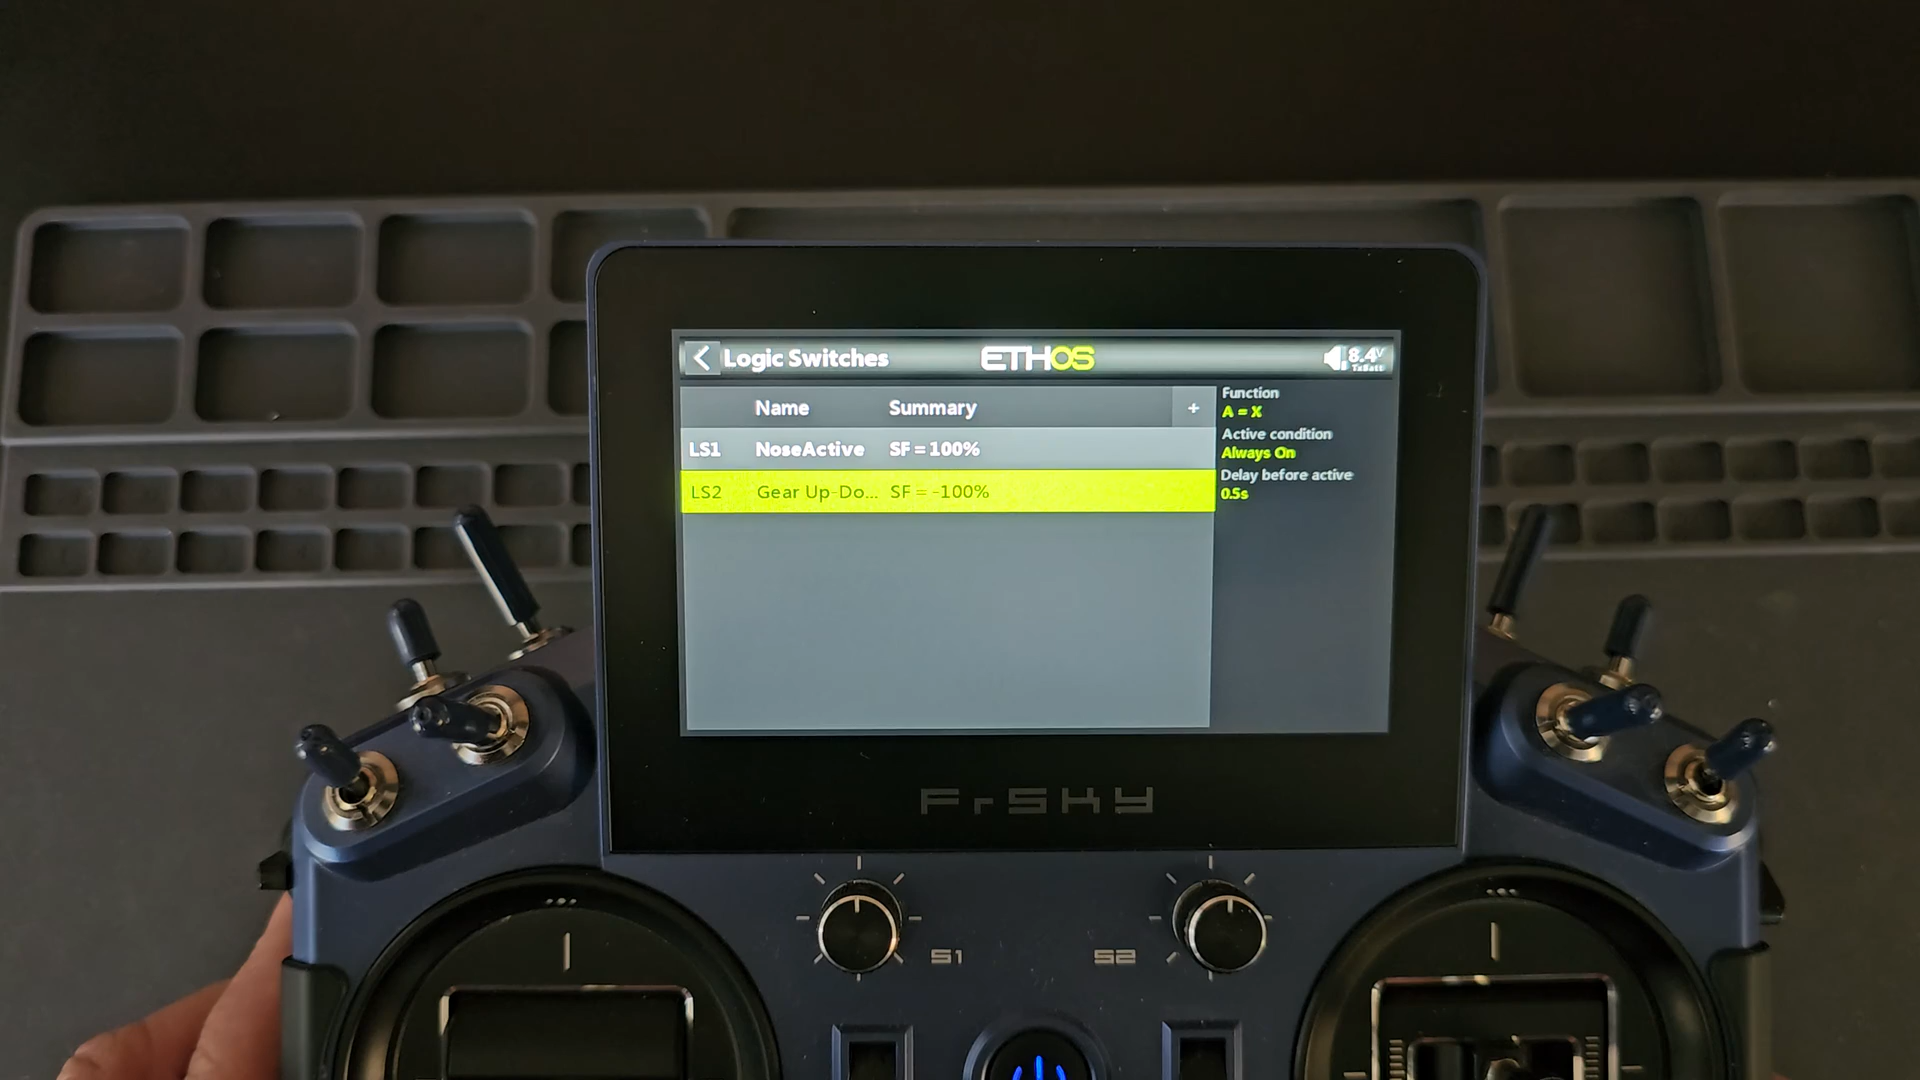 Logic Switches ETHOS 8.4V
TxBatt
Name Summary +
LS1 NoseActive SF = 100%
LS2 Gear Up-Do... SF = -100%
Function
A = X
Active condition
Always On
Delay before active
0.5s
FrSKY
S1 S2